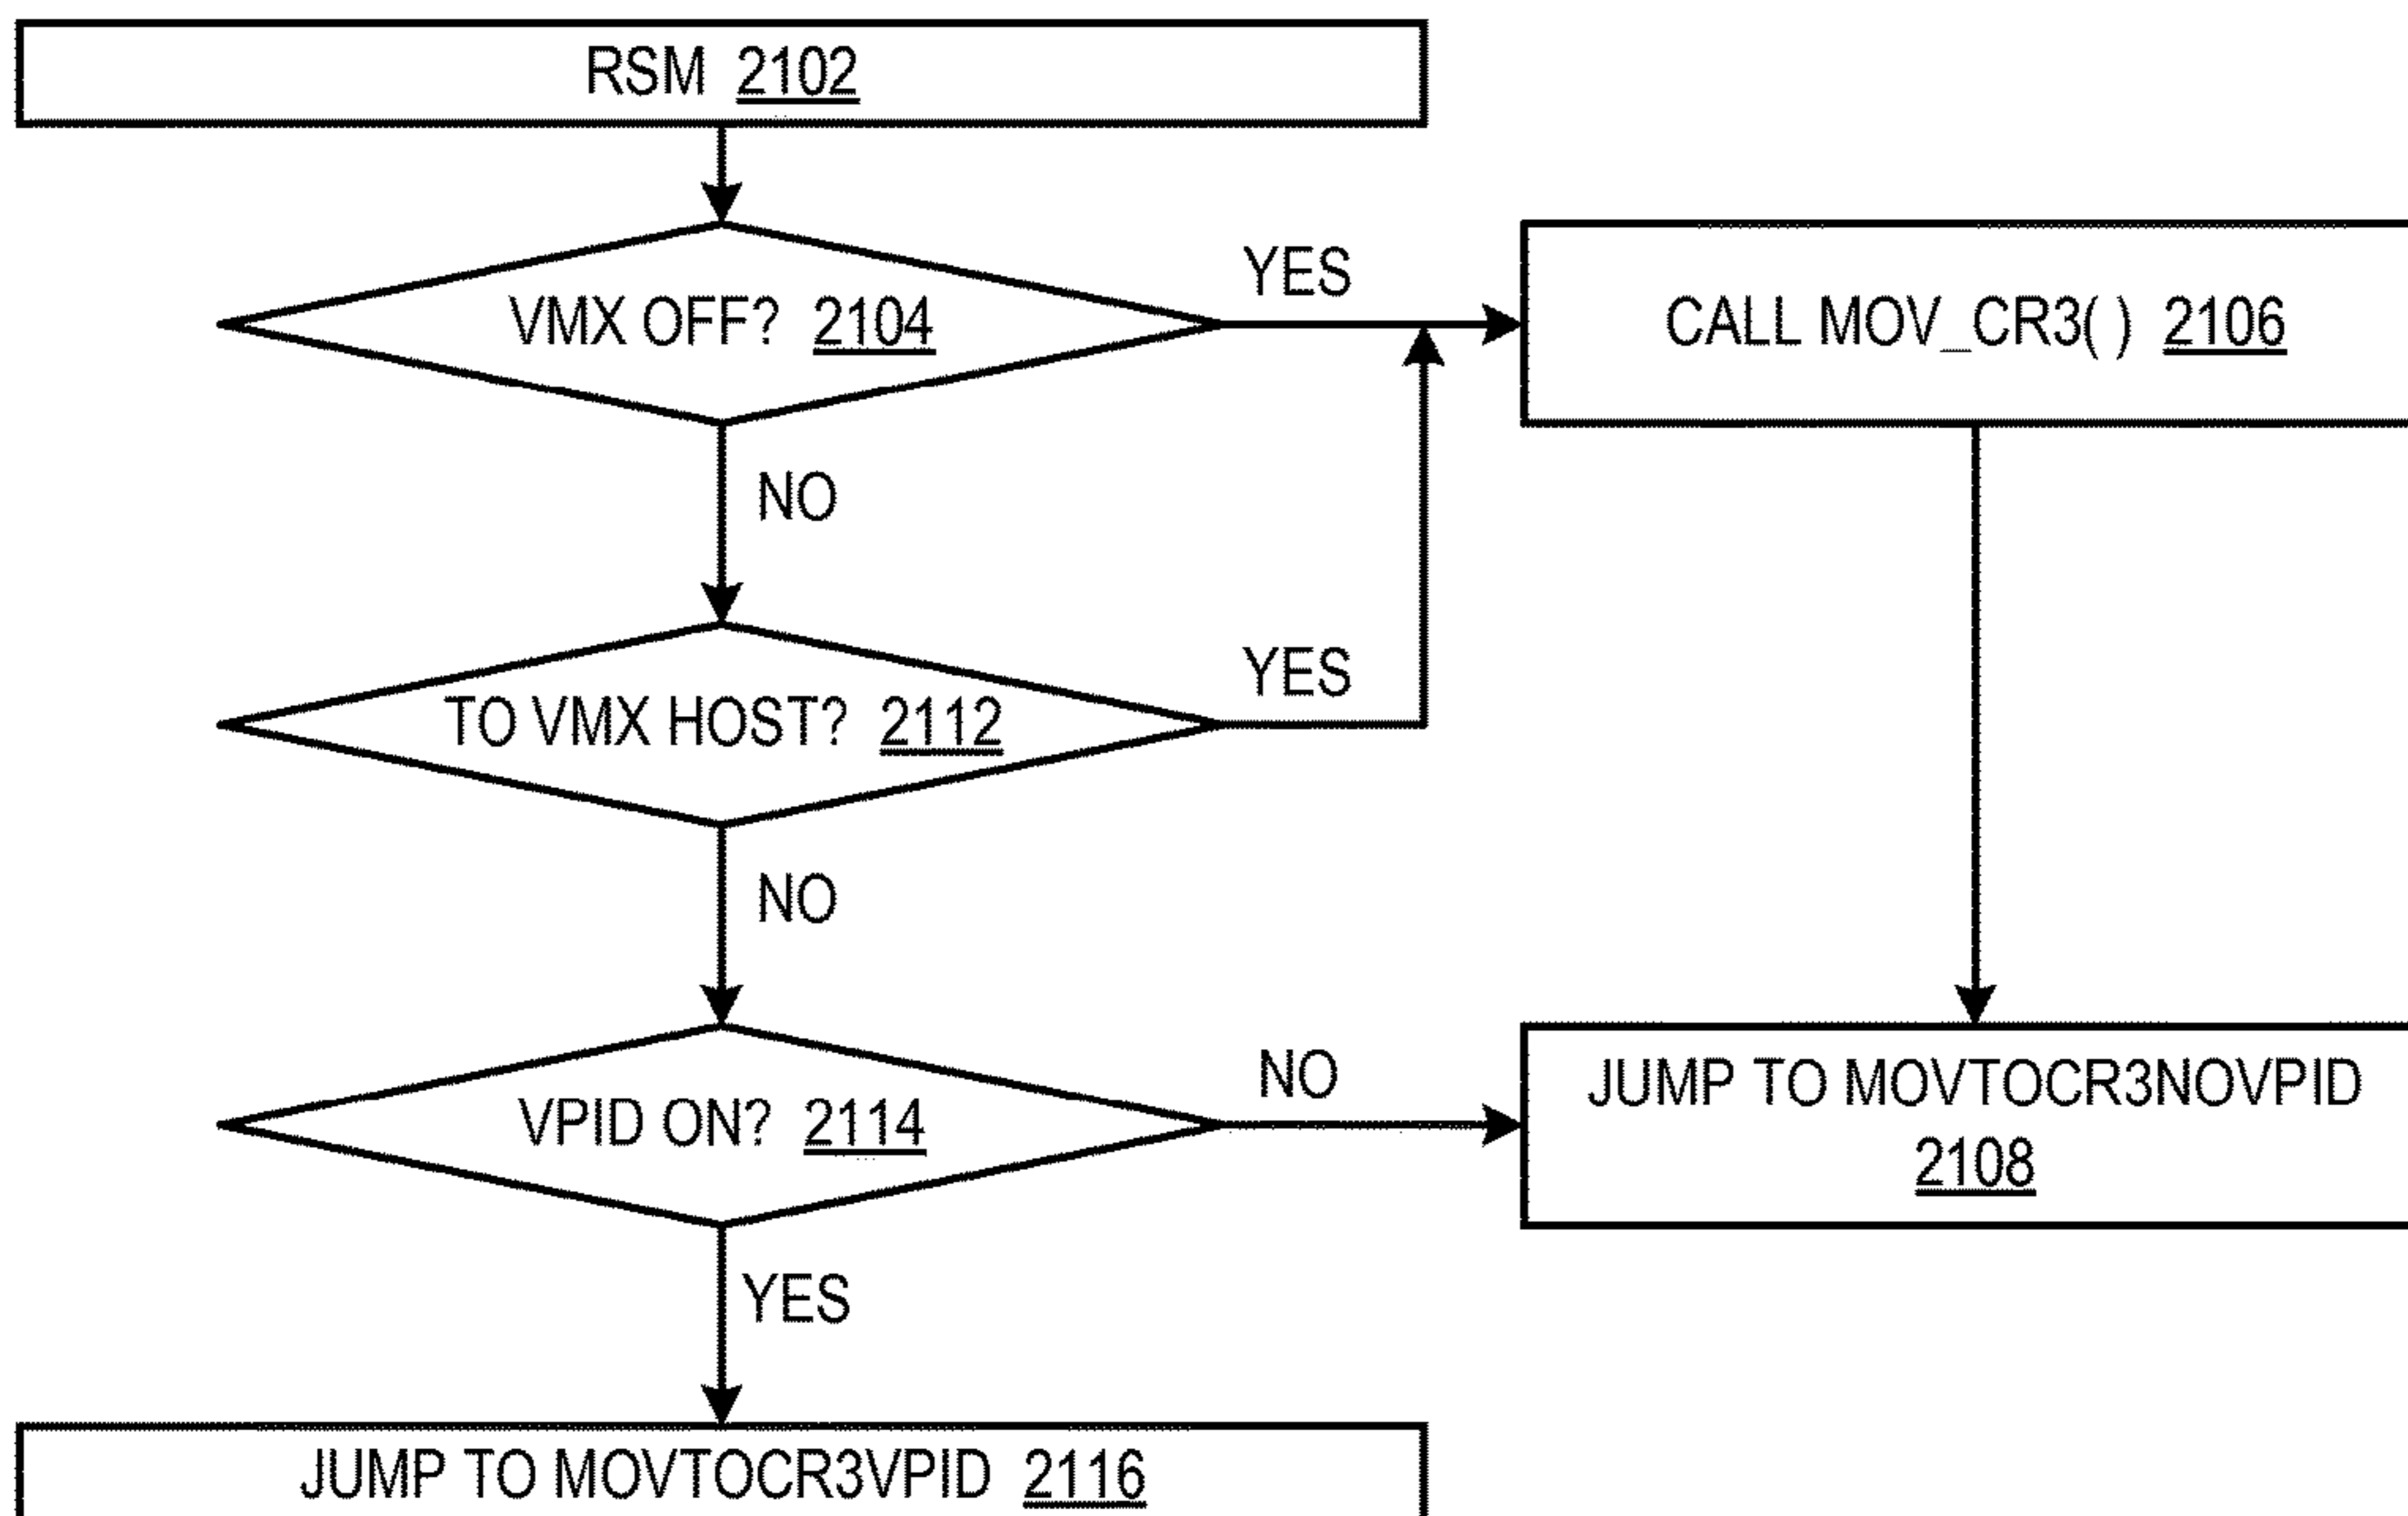 RSM 2102
VMX OFF? 2104
YES
CALL MOV_CR3( ) 2106
NO
TO VMX HOST? 2112
YES
NO
VPID ON? 2114
NO
JUMP TO MOVTOCR3NOVPID
2108
YES
JUMP TO MOVTOCR3VPID 2116